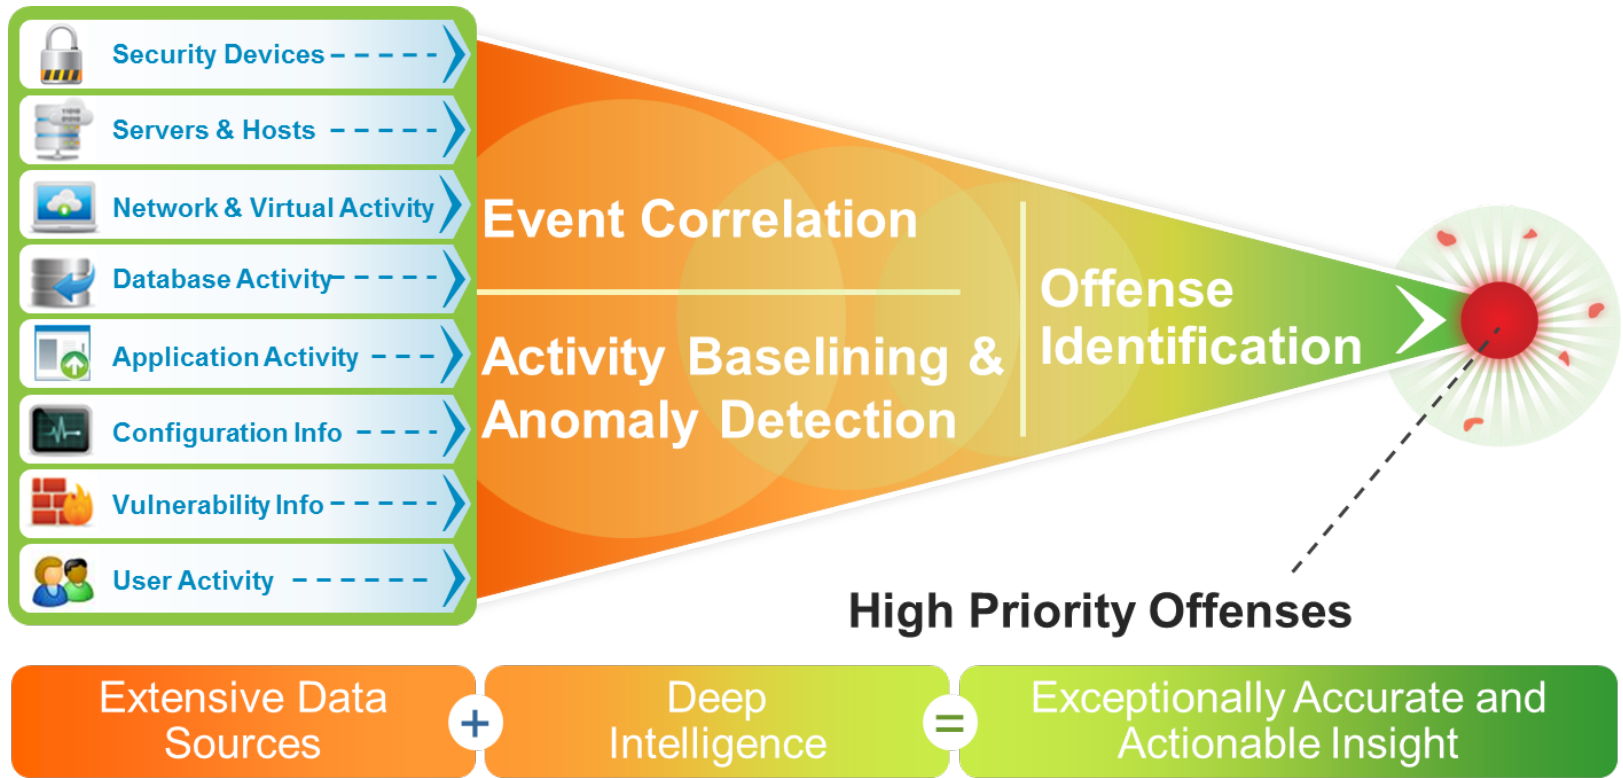 Security Devices
Servers & Hosts
Network & Virtual Activity
Database Activity
Application Activity
Configuration Info
Vulnerability Info
User Activity
Event Correlation
Activity Baselining &
Anomaly Detection
Offense
Identification
High Priority Offenses
Extensive Data
Sources
+
Deep
Intelligence
=
Exceptionally Accurate and
Actionable Insight